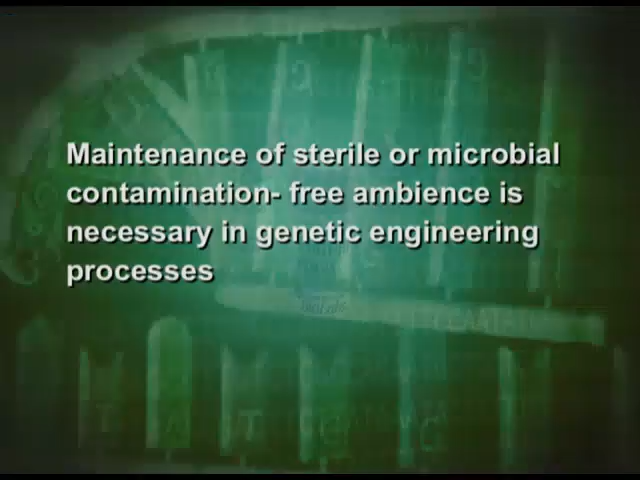 Maintenance of sterile or microbial
contamination- free ambience is
necessary in genetic engineering
processes